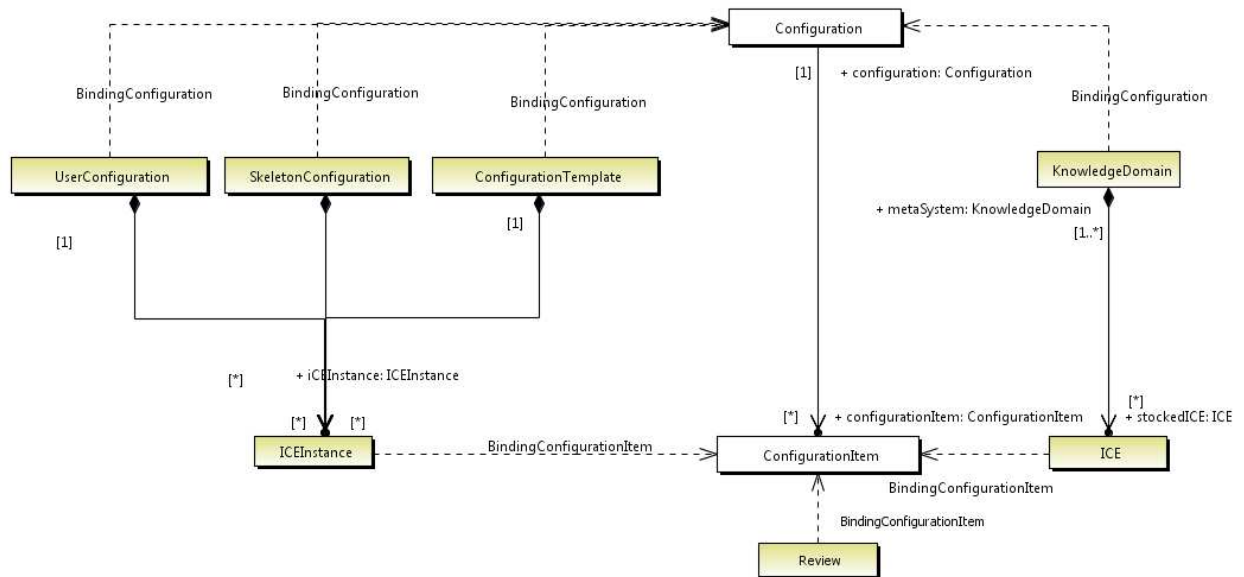 Configuration
[1]
+ configuration: Configuration
BindingConfiguration
BindingConfiguration
BindingConfiguration
BindingConfiguration
UserConfiguration
SkeletonConfiguration
ConfigurationTemplate
KnowledgeDomain
+ metaSystem: KnowledgeDomain
[1]
[1]
[1..*]
[*]
+ iCEInstance: ICEInstance
[*]
[*]
[*]
+ configurationItem: ConfigurationItem
[*]
+ stockedICE: ICE
ICEInstance
BindingConfigurationItem
ConfigurationItem
ICE
BindingConfigurationItem
BindingConfigurationItem
Review